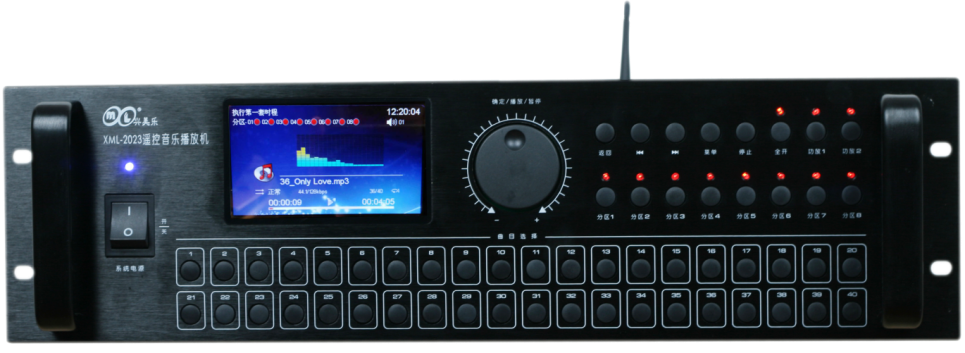 ML®兴美乐
XML-2023遥控音乐播放机
执行第一套时程 12:20:04
分区:01 02 03 04 05 06 07 08 01
36_Only Love.mp3
正常 44.1/128kbps 36/40
00:00:09 00:04:05
确定/播放/暂停
- +
返回 ⏮ ⏭ 菜单 停止 全开 功放1 功放2
分区1 分区2 分区3 分区4 分区5 分区6 分区7 分区8
I
O
开
关
系统电源
曲目选择
1 2 3 4 5 6 7 8 9 10 11 12 13 14 15 16 17 18 19 20
21 22 23 24 25 26 27 28 29 30 31 32 33 34 35 36 37 38 39 40